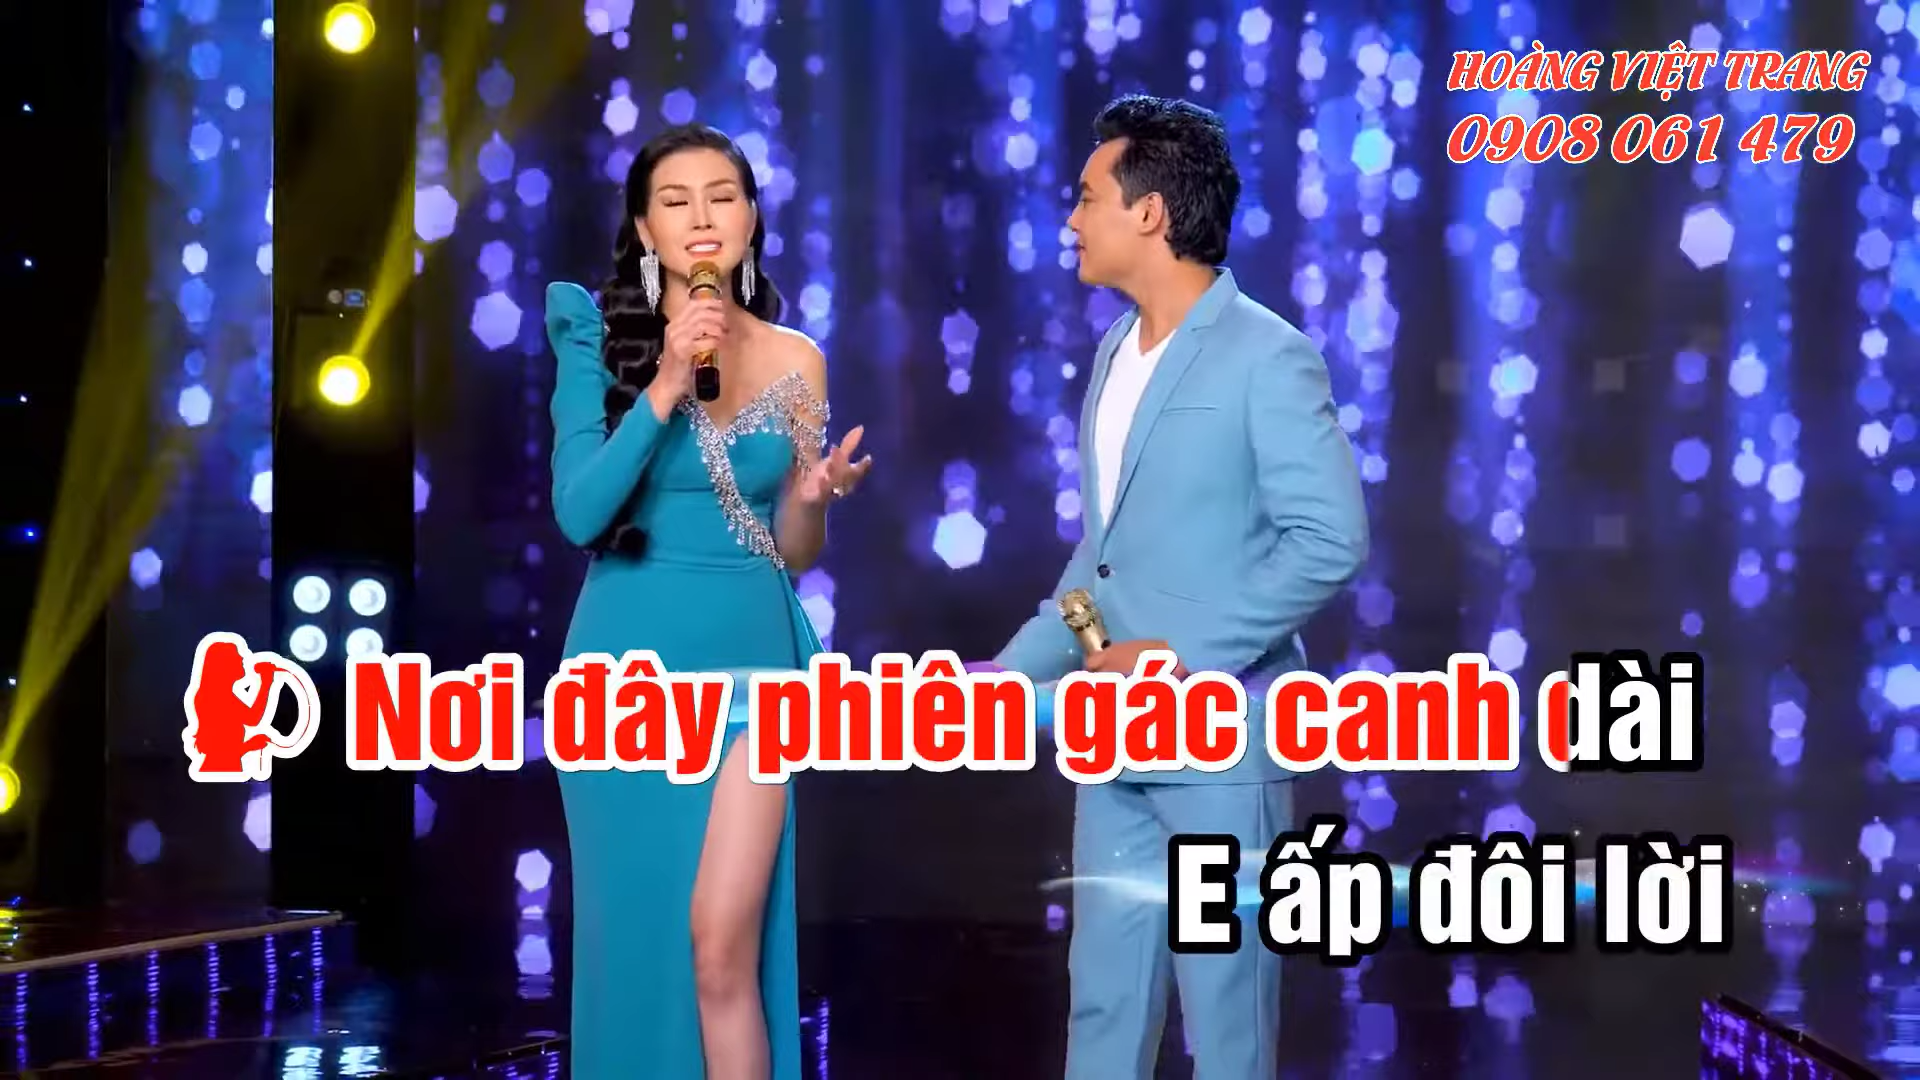 HOÀNG VIỆT TRANG
0908 061 479
Nơi đây phiên gác canh dài
E ấp đôi lời